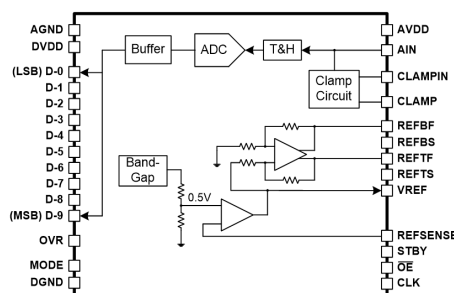 AGND
DVDD
(LSB) D-0
D-1
D-2
D-3
D-4
D-5
D-6
D-7
D-8
(MSB) D-9
OVR
MODE
DGND
Buffer
ADC
T&H
Clamp
Circuit
Band-
Gap
0.5V
AVDD
AIN
CLAMPIN
CLAMP
REFBF
REFBS
REFTF
REFTS
VREF
REFSENSE
STBY
OE
CLK